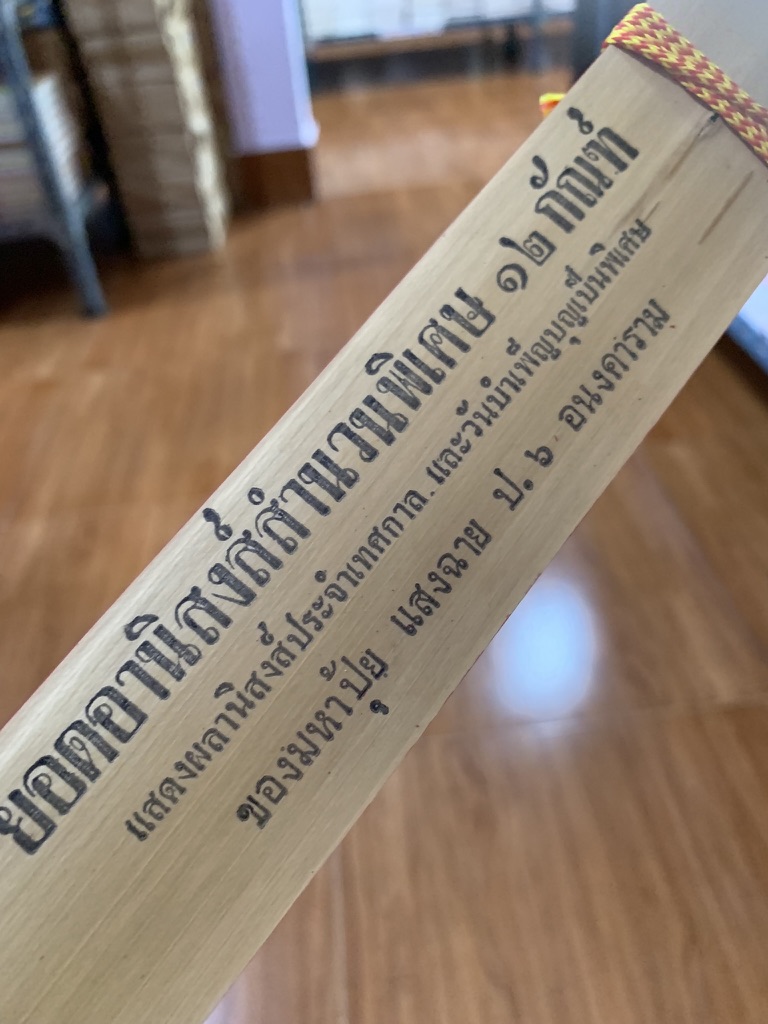 ยอดอานิสงส์สำนวนพิเศษ ๑๒ กัณฑ์
แสดงผลานิสงส์ประจำเทศกาล. และวันบำเพ็ญบุญเป็นพิเศษ
ของมหาปุ้ย แสงฉาย ป. ๖ อนงคาราม